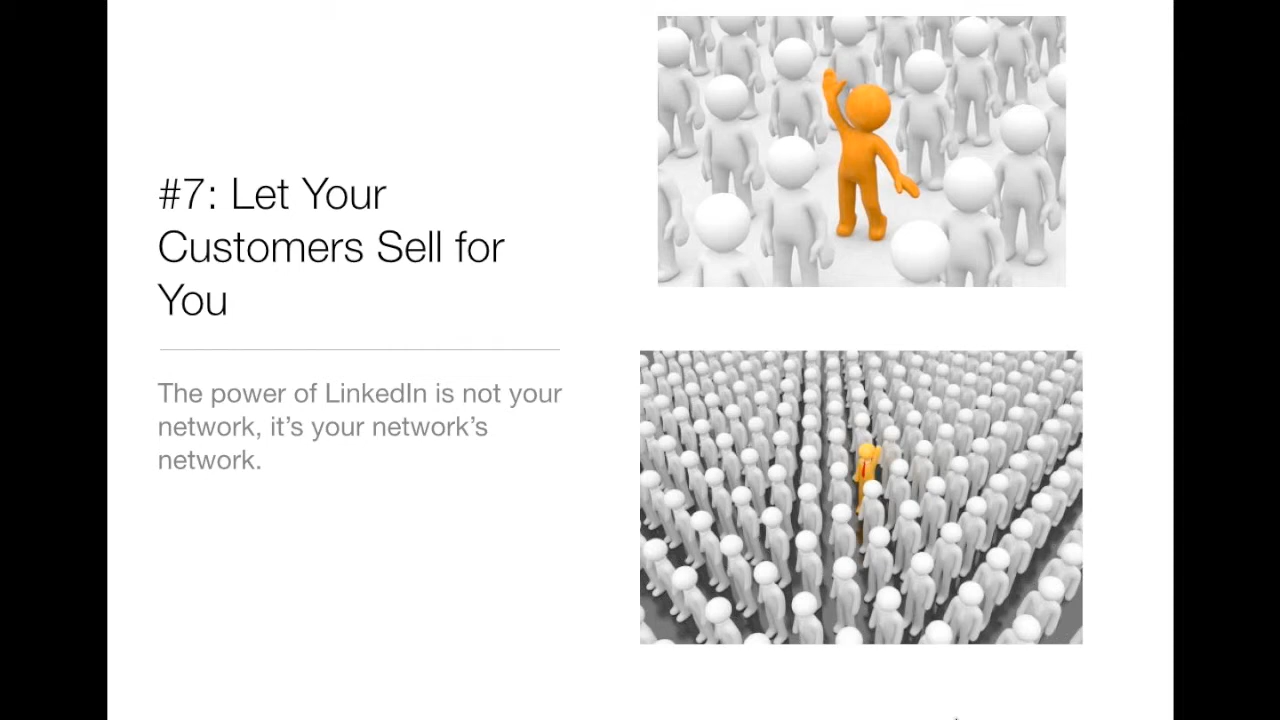 #7: Let Your
Customers Sell for
You
The power of LinkedIn is not your
network, it’s your network’s
network.